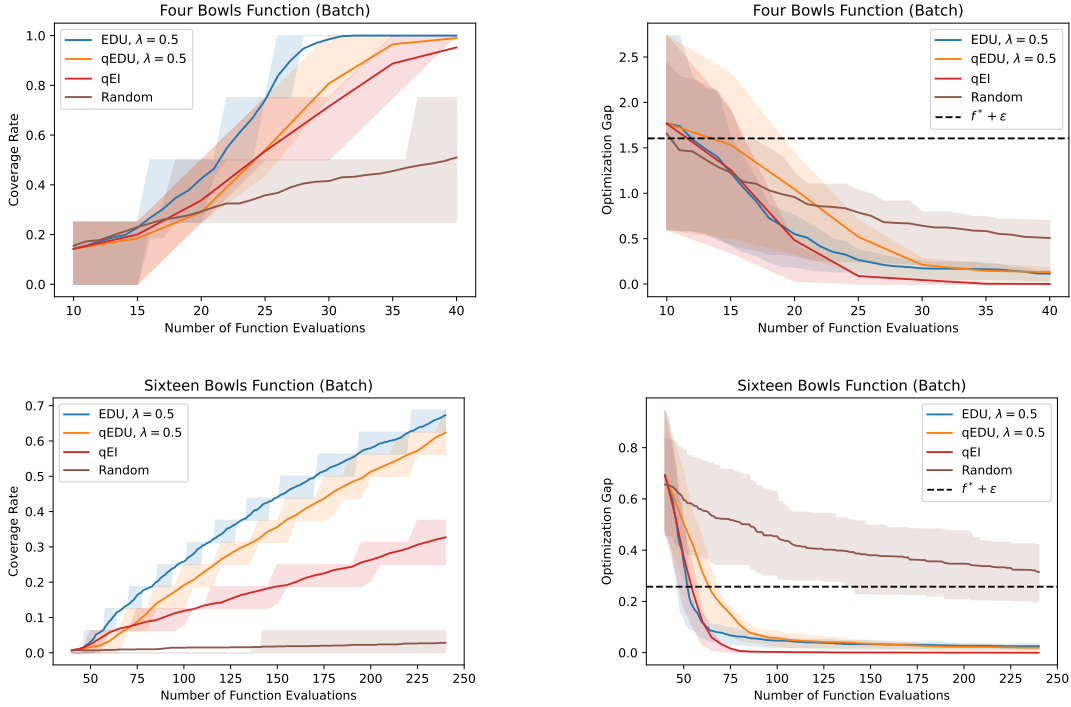 Four Bowls Function (Batch)
Coverage Rate
1.0
0.8
0.6
0.4
0.2
0.0
EDU, λ = 0.5
qEDU, λ = 0.5
qEI
Random
10
15
20
25
30
35
40
Number of Function Evaluations
Four Bowls Function (Batch)
Optimization Gap
2.5
2.0
1.5
1.0
0.5
0.0
EDU, λ = 0.5
qEDU, λ = 0.5
qEI
Random
f* + ε
10
15
20
25
30
35
40
Number of Function Evaluations
Sixteen Bowls Function (Batch)
Coverage Rate
0.7
0.6
0.5
0.4
0.3
0.2
0.1
0.0
EDU, λ = 0.5
qEDU, λ = 0.5
qEI
Random
50
75
100
125
150
175
200
225
250
Number of Function Evaluations
Sixteen Bowls Function (Batch)
Optimization Gap
0.8
0.6
0.4
0.2
0.0
EDU, λ = 0.5
qEDU, λ = 0.5
qEI
Random
f* + ε
50
75
100
125
150
175
200
225
250
Number of Function Evaluations